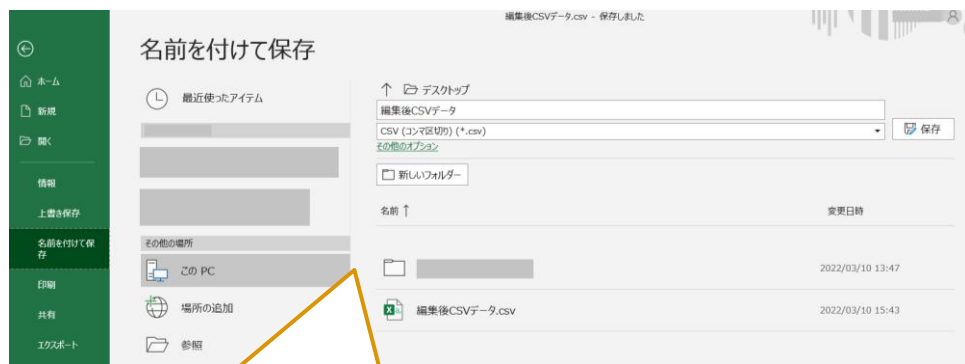 編集後CSVデータ.csv - 保存しました
名前を付けて保存
ホーム
新規
開く
情報
上書き保存
名前を付けて保
存
印刷
共有
エクスポート
最近使ったアイテム
その他の場所
この PC
場所の追加
参照
↑ デスクトップ
編集後CSVデータ
CSV (コンマ区切り) (*.csv)
保存
その他のオプション
新しいフォルダー
名前 ↑
変更日時
2022/03/10 13:47
編集後CSVデータ.csv
2022/03/10 15:43